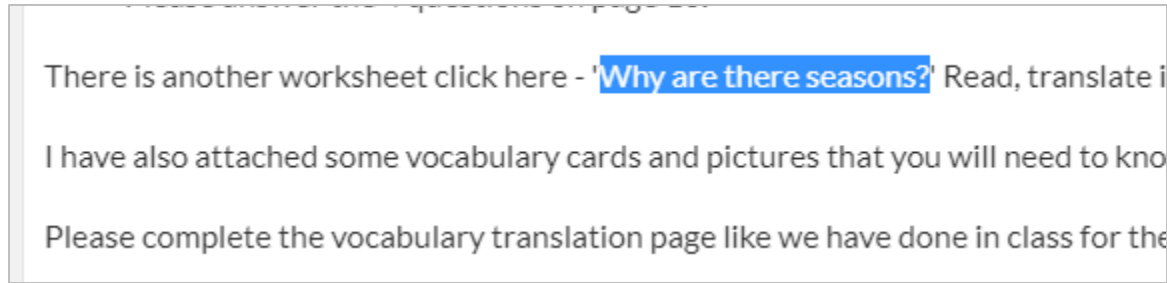 There is another worksheet click here - 'Why are there seasons?' Read, translate
I have also attached some vocabulary cards and pictures that you will need to
Please complete the vocabulary translation page like we have done in class for the